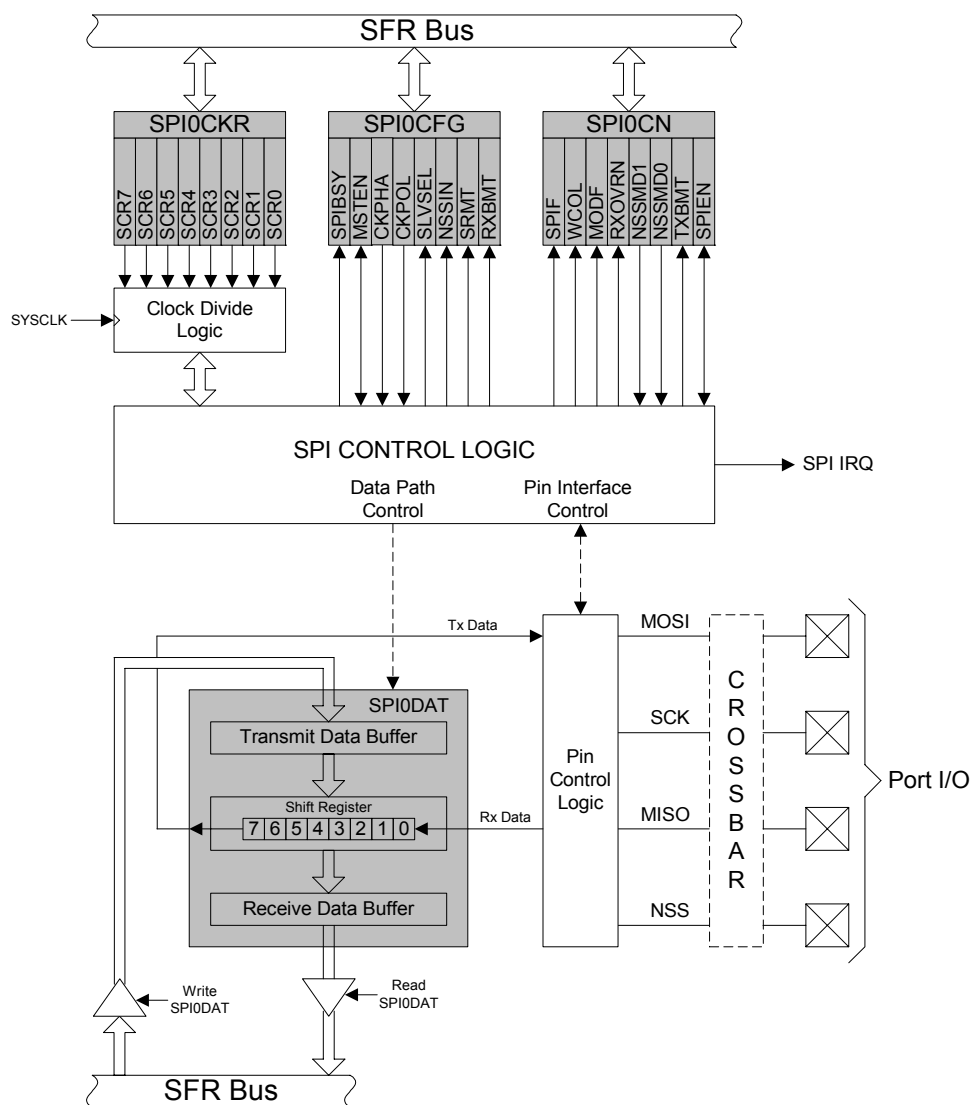 SFR Bus
SPI0CKR
SPI0CFG
SPI0CN
SCR7
SCR6
SCR5
SCR4
SCR3
SCR2
SCR1
SCR0
SPIBSY
MSTEN
CKPHA
CKPOL
SLVSEL
NSSIN
SRMT
RXBMT
SPIF
WCOL
MODF
RXOVRN
NSSMD1
NSSMD0
TXBMT
SPIEN
SYSCLK
Clock Divide
Logic
SPI CONTROL LOGIC
SPI IRQ
Data Path
Control
Pin Interface
Control
Tx Data
MOSI
SPI0DAT
Transmit Data Buffer
SCK
Shift Register
7 6 5 4 3 2 1 0
Rx Data
Pin
Control
Logic
MISO
Receive Data Buffer
NSS
CROSSBAR
Port I/O
Write
SPI0DAT
Read
SPI0DAT
SFR Bus